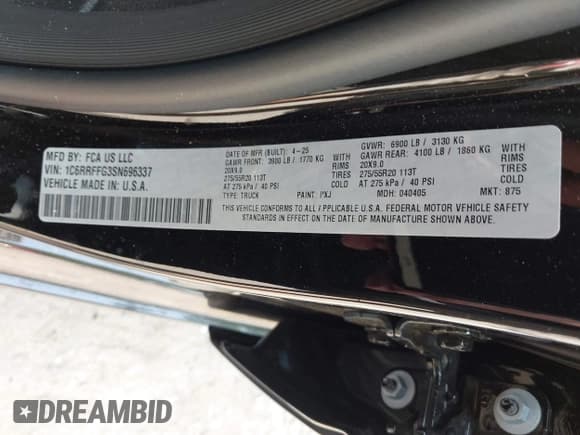 MFD BY: FCA US LLC
VIN: 1C6RRFFG3SN696337
VEHICLE MADE IN U.S.A.
DATE OF MFR (BUILT): 4-25
GAWR FRONT: 3900 LB / 1770 KG
20X9.0 RIMS
275/55R20 113T TIRES
AT 275 kPa / 40 PSI COLD
TYPE: TRUCK PAINT: PXJ
GVWR: 6900 LB / 3130 KG
GAWR REAR: 4100 LB / 1860 KG
20X9.0 RIMS
275/55R20 113T TIRES
AT 275 kPa / 40 PSI COLD
MDH: 040405 MKT: 875
THIS VEHICLE CONFORMS TO ALL APPLICABLE U.S.A. FEDERAL MOTOR VEHICLE SAFETY
STANDARDS IN EFFECT ON THE DATE OF MANUFACTURE SHOWN ABOVE.
DREAMBID